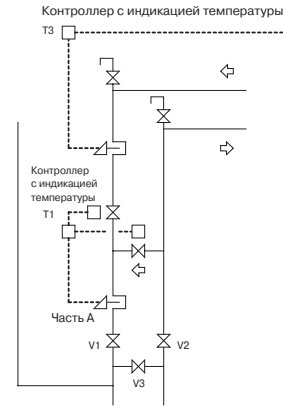 Контроллер с индикацией температуры
T3
Контроллер
с индикацией
температуры
T1
Часть A
V1
V2
V3